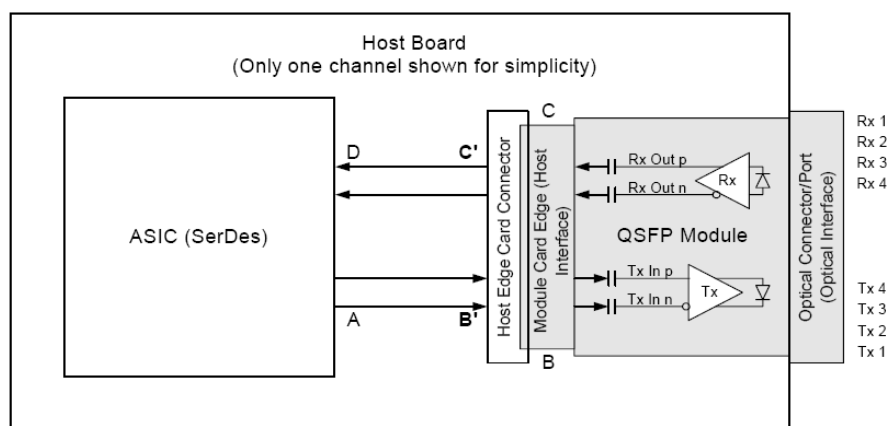 Host Board
(Only one channel shown for simplicity)
ASIC (SerDes)
D
C'
A
B'
Host Edge Card Connector
C
Module Card Edge (Host
Interface)
B
Rx Out p
Rx Out n
Rx
QSFP Module
Tx In p
Tx In n
Tx
Optical Connector/Port
(Optical Interface)
Rx 1
Rx 2
Rx 3
Rx 4
Tx 4
Tx 3
Tx 2
Tx 1